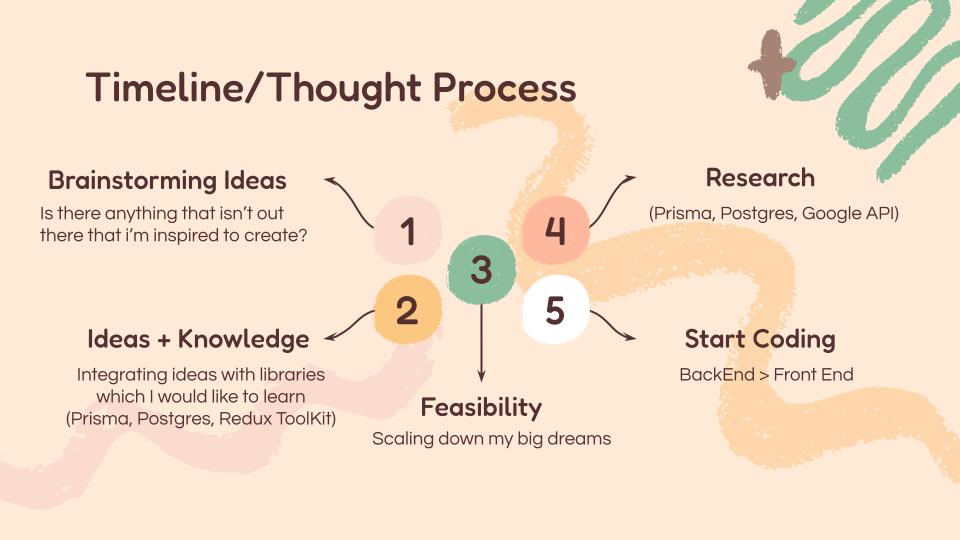 Timeline/Thought Process
Brainstorming Ideas
Is there anything that isn't out
there that i'm inspired to create?
1
2
Ideas + Knowledge
Integrating ideas with libraries
which I would like to learn
(Prisma, Postgres, Redux ToolKit)
3
Feasibility
Scaling down my big dreams
4
Research
(Prisma, Postgres, Google API)
5
Start Coding
BackEnd > Front End